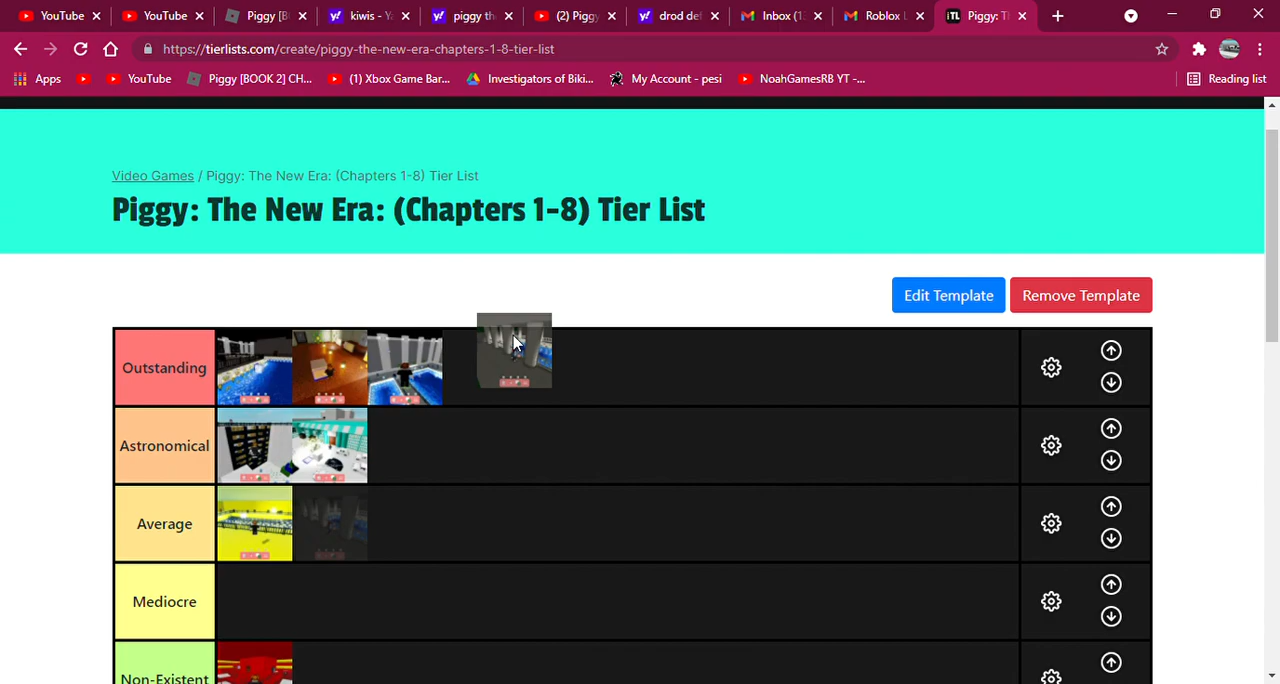 YouTube
YouTube
Piggy [B
kiwis - Y
piggy th
(2) Piggy
drod def
Inbox (1
Roblox L
Piggy: T
https://tierlists.com/create/piggy-the-new-era-chapters-1-8-tier-list
Apps
YouTube
Piggy [BOOK 2] CH...
(1) Xbox Game Bar...
Investigators of Biki...
My Account - pesi
NoahGamesRB YT -...
Reading list
Video Games / Piggy: The New Era: (Chapters 1-8) Tier List
Piggy: The New Era: (Chapters 1-8) Tier List
Edit Template
Remove Template
Outstanding
Astronomical
Average
Mediocre
Non-Existent